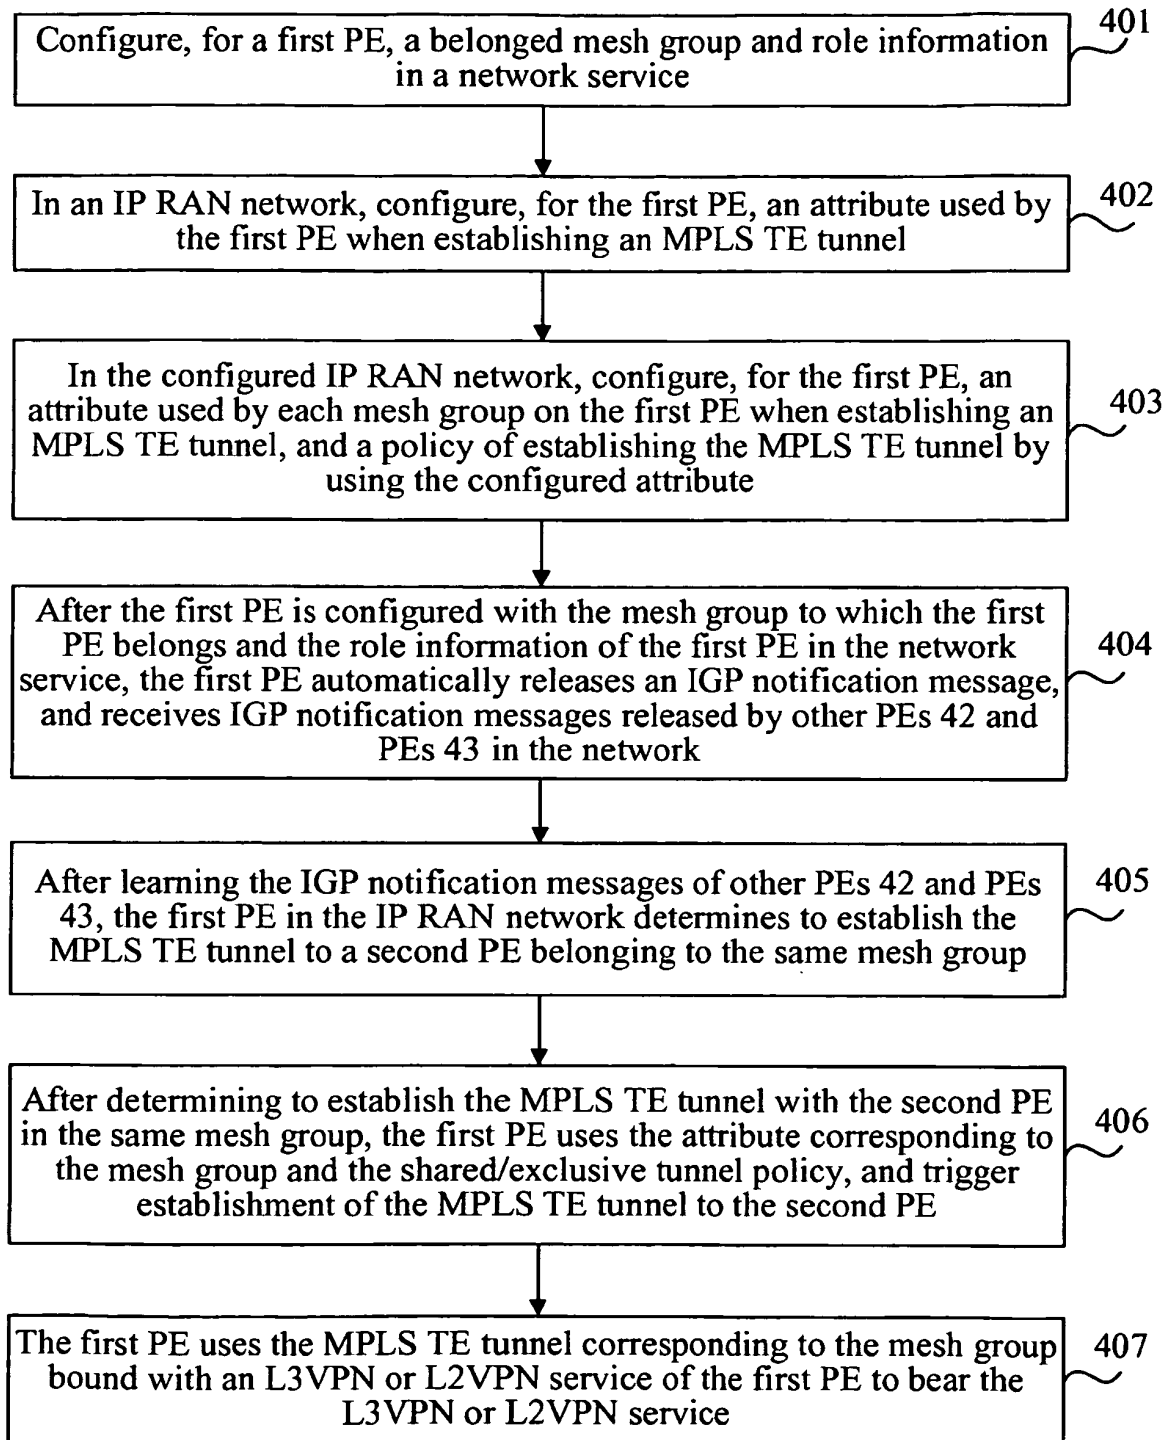 Configure, for a first PE, a belonged mesh group and role information
in a network service
401
In an IP RAN network, configure, for the first PE, an attribute used by
the first PE when establishing an MPLS TE tunnel
402
In the configured IP RAN network, configure, for the first PE, an
attribute used by each mesh group on the first PE when establishing an
MPLS TE tunnel, and a policy of establishing the MPLS TE tunnel by
using the configured attribute
403
After the first PE is configured with the mesh group to which the first
PE belongs and the role information of the first PE in the network
service, the first PE automatically releases an IGP notification message,
and receives IGP notification messages released by other PEs 42 and
PEs 43 in the network
404
After learning the IGP notification messages of other PEs 42 and PEs
43, the first PE in the IP RAN network determines to establish the
MPLS TE tunnel to a second PE belonging to the same mesh group
405
After determining to establish the MPLS TE tunnel with the second PE
in the same mesh group, the first PE uses the attribute corresponding to
the mesh group and the shared/exclusive tunnel policy, and trigger
establishment of the MPLS TE tunnel to the second PE
406
The first PE uses the MPLS TE tunnel corresponding to the mesh group
bound with an L3VPN or L2VPN service of the first PE to bear the
L3VPN or L2VPN service
407